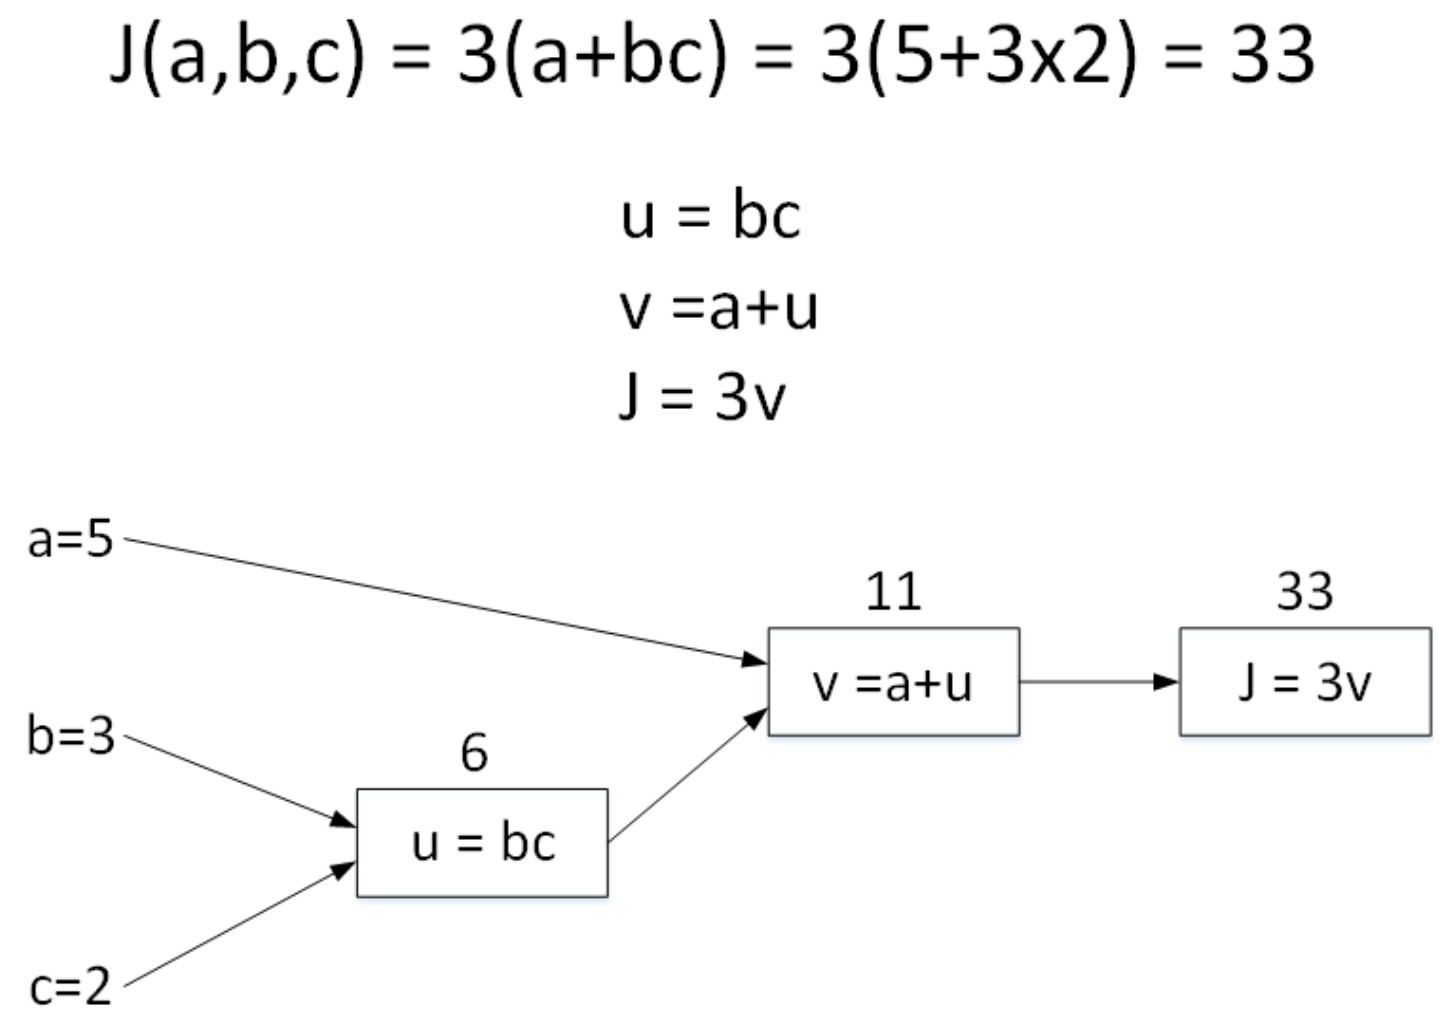 J(a,b,c) = 3(a+bc) = 3(5+3x2) = 33
u = bc
v =a+u
J = 3v
a=5
11
33
v =a+u
J = 3v
b=3
6
u = bc
c=2